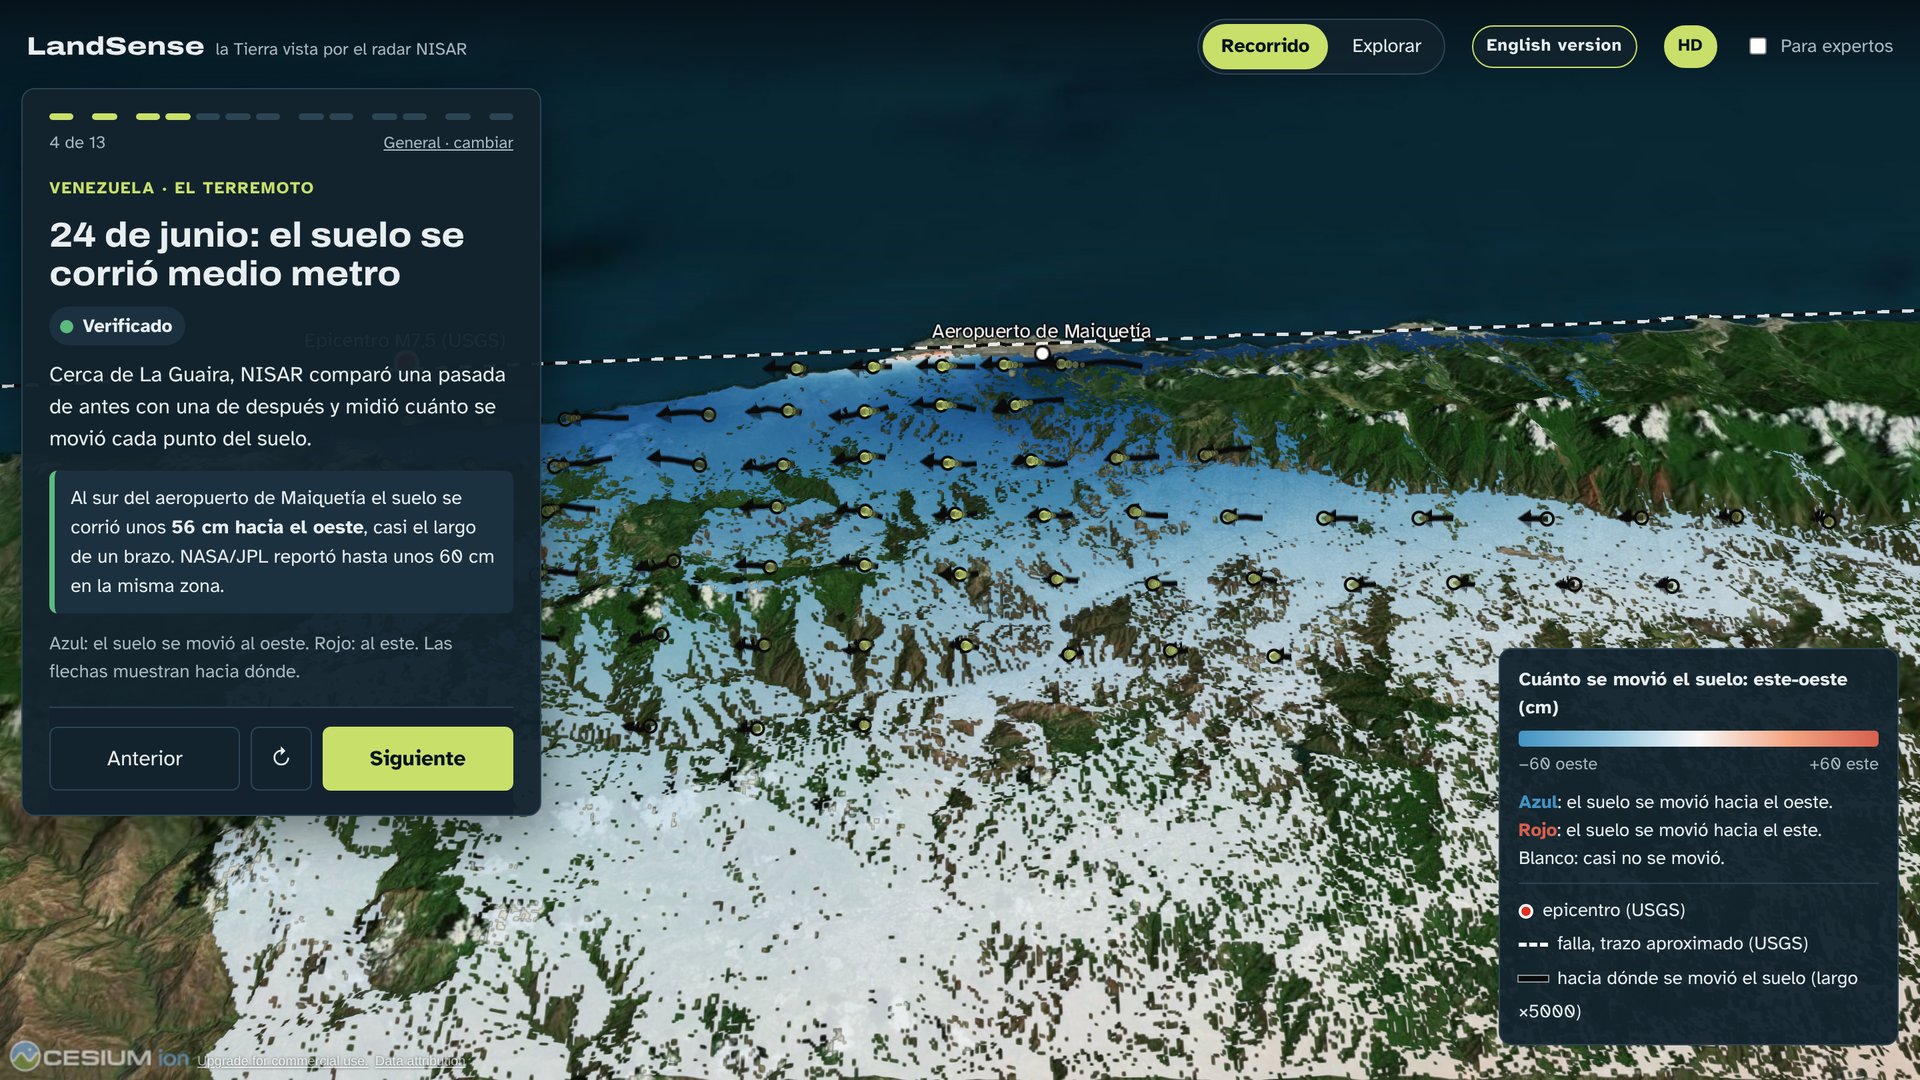 LandSense la Tierra vista por el radar NISAR
Recorrido
Explorar
English version
HD
Para expertos
4 de 13
General · cambiar
VENEZUELA · EL TERREMOTO
24 de junio: el suelo se
corrió medio metro
Verificado
Epicentro M7,5 (USGS)
Cerca de La Guaira, NISAR comparó una pasada
de antes con una de después y midió cuánto se
movió cada punto del suelo.
Al sur del aeropuerto de Maiquetía el suelo se
corrió unos 56 cm hacia el oeste, casi el largo
de un brazo. NASA/JPL reportó hasta unos 60 cm
en la misma zona.
Azul: el suelo se movió al oeste. Rojo: al este. Las
flechas muestran hacia dónde.
Anterior
Siguiente
Aeropuerto de Maiquetía
Cuánto se movió el suelo: este-oeste
(cm)
−60 oeste
+60 este
Azul: el suelo se movió hacia el oeste.
Rojo: el suelo se movió hacia el este.
Blanco: casi no se movió.
epicentro (USGS)
falla, trazo aproximado (USGS)
hacia dónde se movió el suelo (largo
×5000)
CESIUM ion Upgrade for commercial use. Data attribution